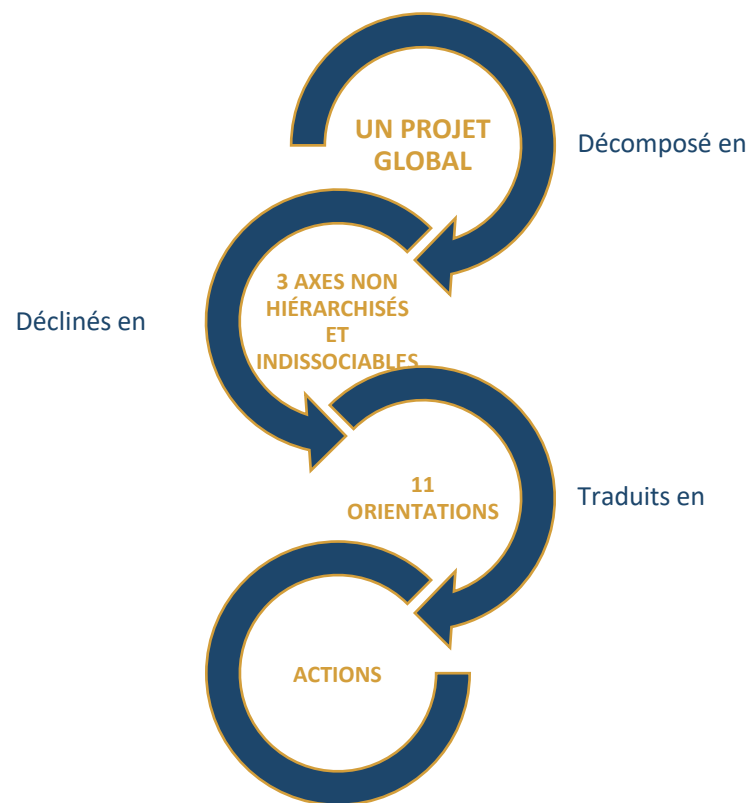 UN PROJET
GLOBAL
Décomposé en
3 AXES NON
HIÉRARCHISÉS
ET
INDISSOCIABLES
Déclinés en
11
ORIENTATIONS
Traduits en
ACTIONS